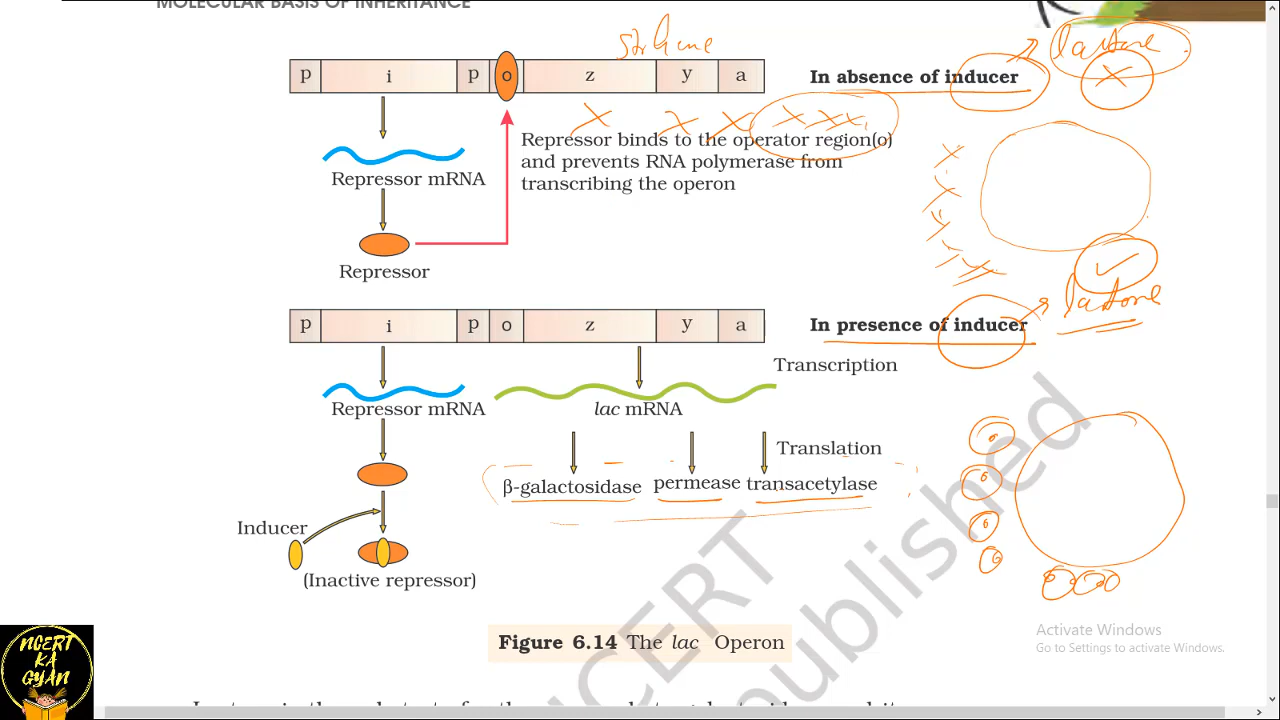 MOLECULAR BASIS OF INHERITANCE
p i p o z y a
In absence of inducer
lactose
Repressor mRNA
Repressor binds to the operator region(o)
and prevents RNA polymerase from
transcribing the operon
Repressor
lactose
p i p o z y a
In presence of inducer
Transcription
Repressor mRNA
lac mRNA
Translation
β-galactosidase permease transacetylase
Inducer
(Inactive repressor)
Figure 6.14 The lac Operon
NCERT
published
Activate Windows
Go to Settings to activate Windows.
NCERT
KA
GYAN